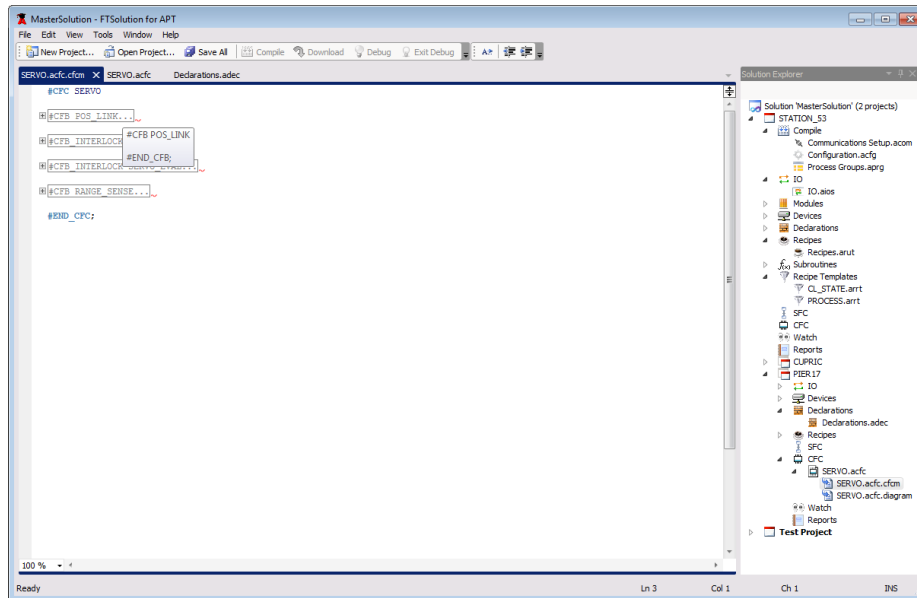 MasterSolution - FTSolution for APT
File Edit View Tools Window Help
New Project... Open Project... Save All Compile Download Debug Exit Debug
SERVO.acfc.cfcm X SERVO.acfc Declarations.adec
#CFC SERVO
#CFB POS_LINK...
#CFB_INTERLOCK
#CFB POS_LINK
#END_CFB;
#CFB RANGE_SENSE...
#END_CFC;
100 %
Solution Explorer
Solution 'MasterSolution' (2 projects)
STATION_53
Compile
Communications Setup.acom
Configuration.acfg
Process Groups.aprg
IO
IO.aios
Modules
Devices
Declarations
Recipes
Recipes.arut
f(x) Subroutines
Recipe Templates
CL_STATE.arrt
PROCESS.arrt
SFC
CFC
Watch
Reports
CUPRIC
PIER17
IO
Devices
Declarations
Declarations.adec
Recipes
SFC
CFC
SERVO.acfc
SERVO.acfc.cfcm
SERVO.acfc.diagram
Watch
Reports
Test Project
Ready Ln 3 Col 1 Ch 1 INS